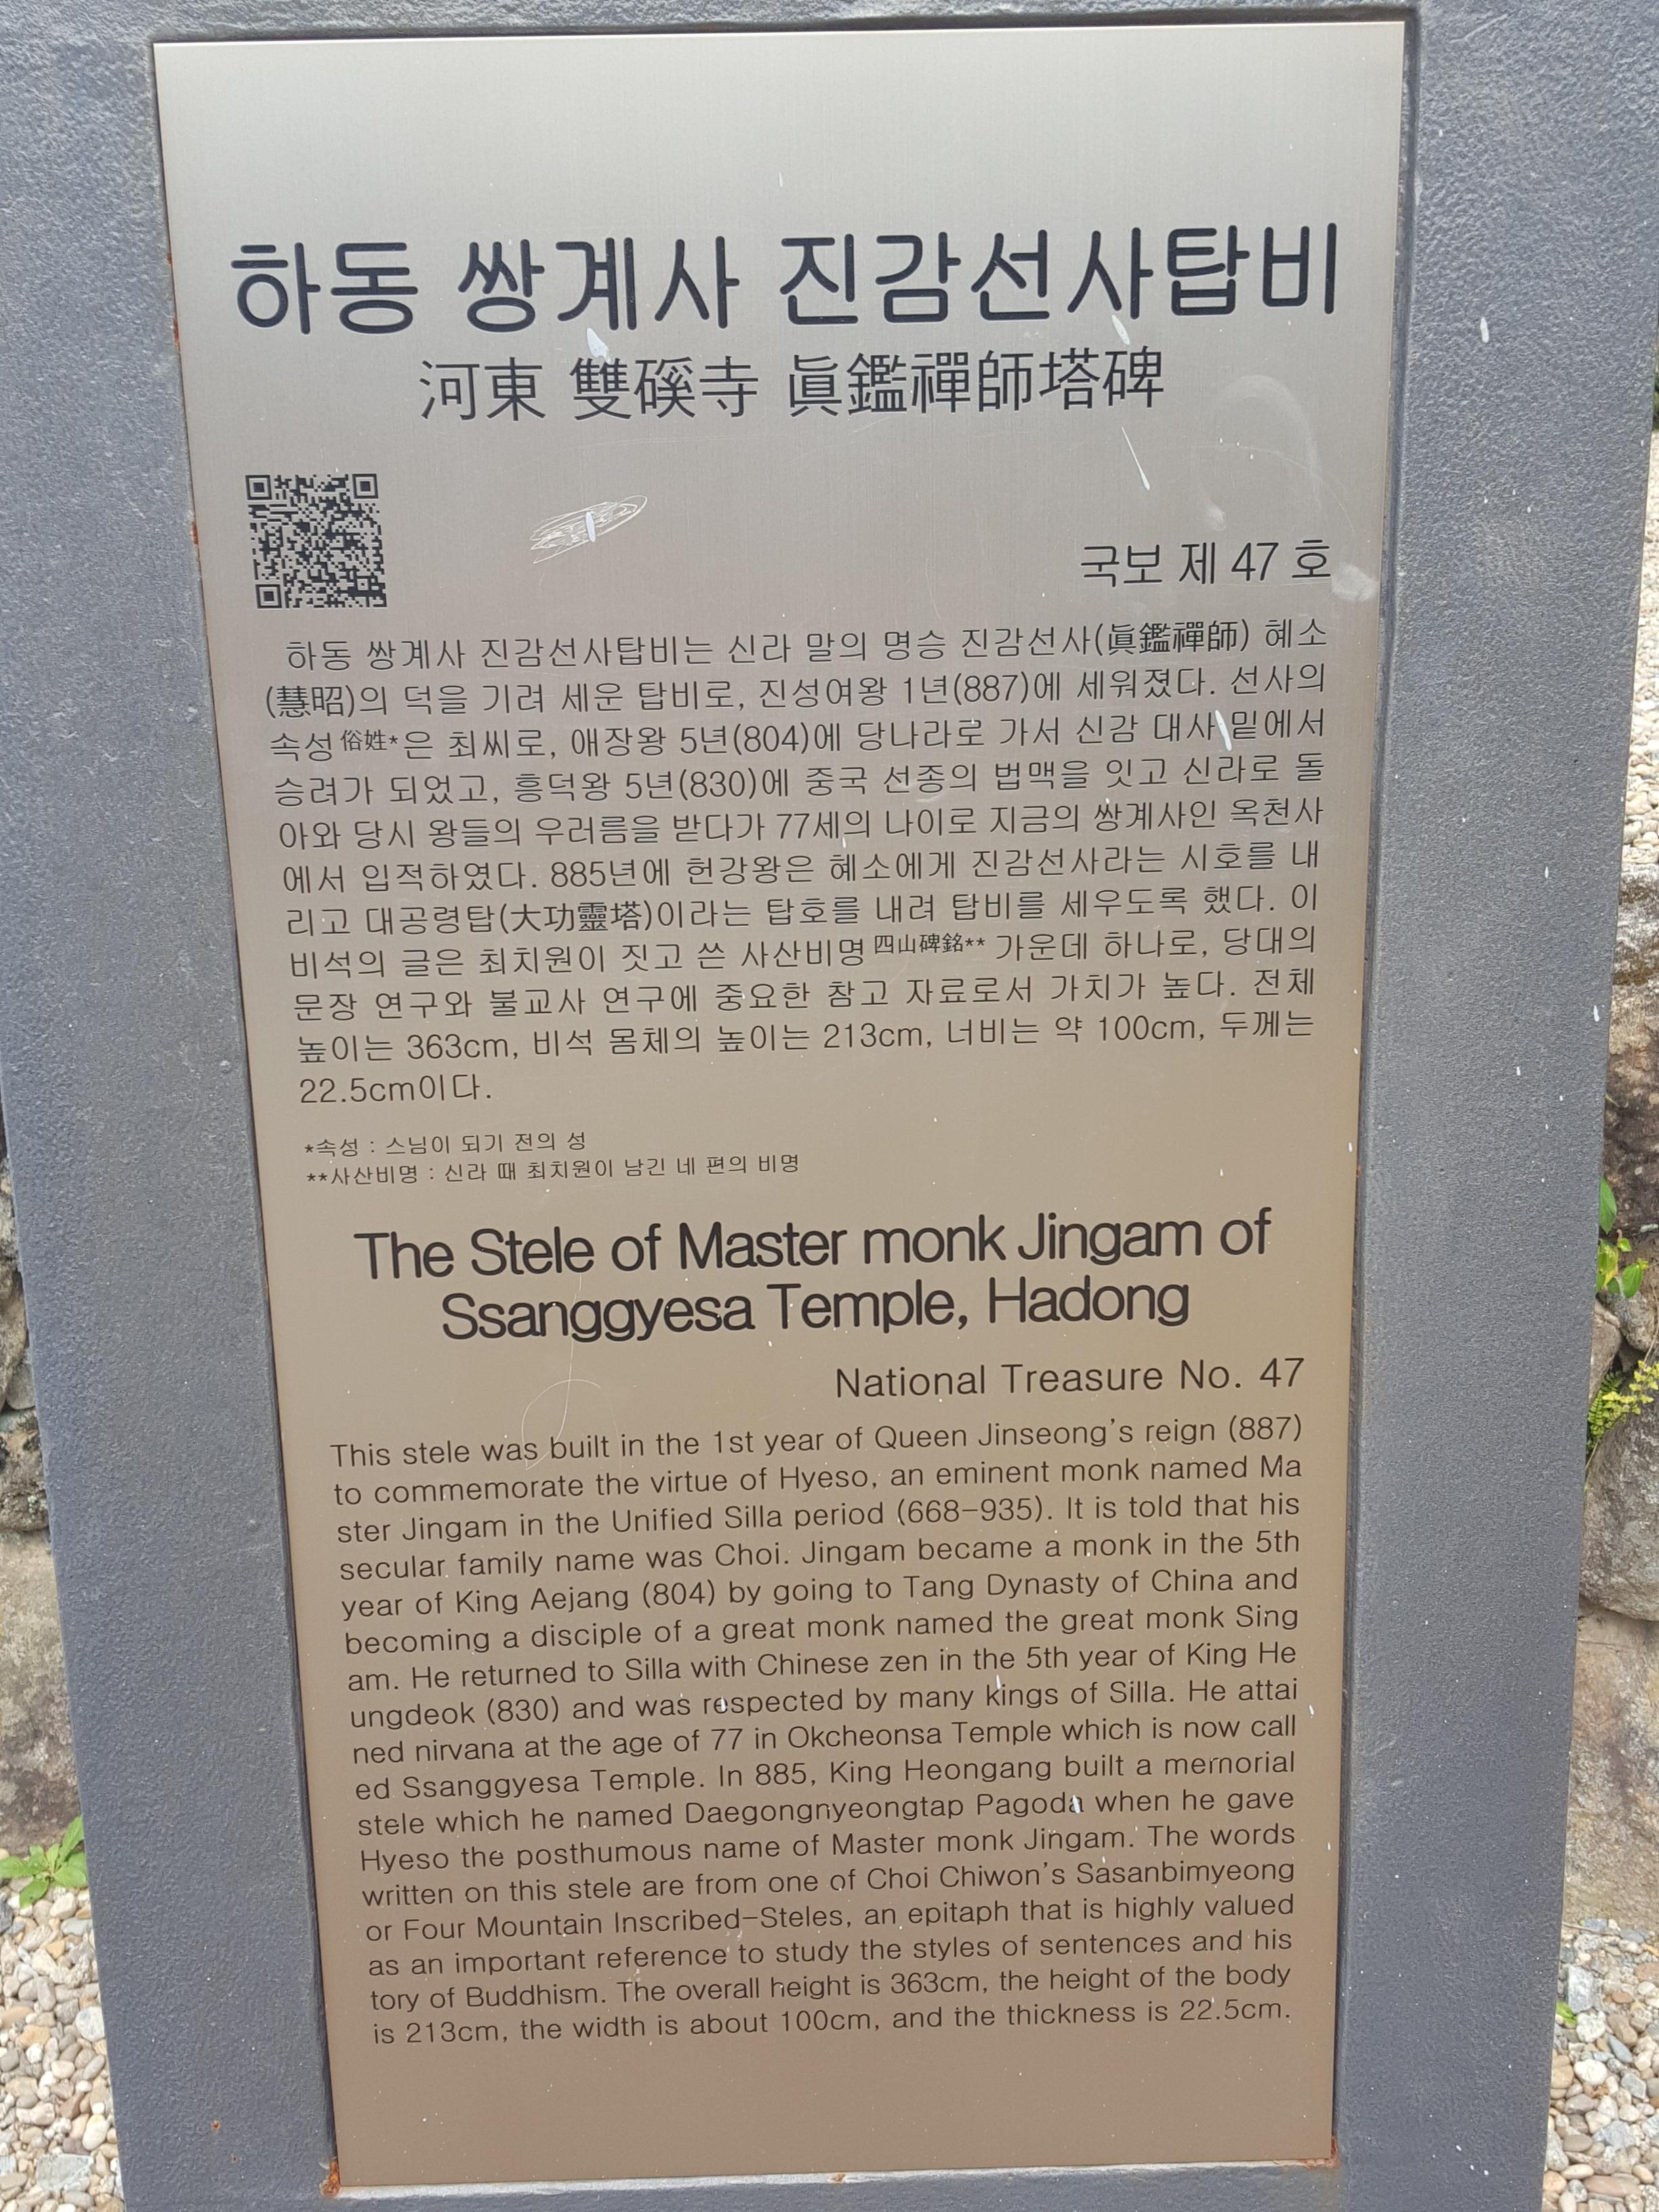 하동 쌍계사 진감선사탑비
河東 雙磎寺 眞鑑禪師塔碑
국보 제 47 호
하동 쌍계사 진감선사탑비는 신라 말의 명승 진감선사(眞鑑禪師) 혜소
(慧昭)의 덕을 기려 세운 탑비로, 진성여왕 1년(887)에 세워졌다. 선사의
속성 俗姓*은 최씨로, 애장왕 5년(804)에 당나라로 가서 신감 대사 밑에서
승려가 되었고, 흥덕왕 5년(830)에 중국 선종의 법맥을 잇고 신라로 돌
아와 당시 왕들의 우러름을 받다가 77세의 나이로 지금의 쌍계사인 옥천사
에서 입적하였다. 885년에 헌강왕은 혜소에게 진감선사라는 시호를 내
리고 대공령탑(大功靈塔)이라는 탑호를 내려 탑비를 세우도록 했다. 이
비석의 글은 최치원이 짓고 쓴 사산비명 四山碑銘** 가운데 하나로, 당대의
문장 연구와 불교사 연구에 중요한 참고 자료로서 가치가 높다. 전체
높이는 363cm, 비석 몸체의 높이는 213cm, 너비는 약 100cm, 두께는
22.5cm이다.
*속성 : 스님이 되기 전의 성
**사산비명 : 신라 때 최치원이 남긴 네 편의 비명
The Stele of Master monk Jingam of
Ssanggyesa Temple, Hadong
National Treasure No. 47
This stele was built in the 1st year of Queen Jinseong's reign (887)
to commemorate the virtue of Hyeso, an eminent monk named Ma
ster Jingam in the Unified Silla period (668-935). It is told that his
secular family name was Choi. Jingam became a monk in the 5th
year of King Aejang (804) by going to Tang Dynasty of China and
becoming a disciple of a great monk named the great monk Sing
am. He returned to Silla with Chinese zen in the 5th year of King He
ungdeok (830) and was respected by many kings of Silla. He attai
ned nirvana at the age of 77 in Okcheonsa Temple which is now call
ed Ssanggyesa Temple. In 885, King Heongang built a memorial
stele which he named Daegongnyeongtap Pagoda when he gave
Hyeso the posthumous name of Master monk Jingam. The words
written on this stele are from one of Choi Chiwon's Sasanbimyeong
or Four Mountain Inscribed-Steles, an epitaph that is highly valued
as an important reference to study the styles of sentences and his
tory of Buddhism. The overall height is 363cm, the height of the body
is 213cm, the width is about 100cm, and the thickness is 22.5cm.